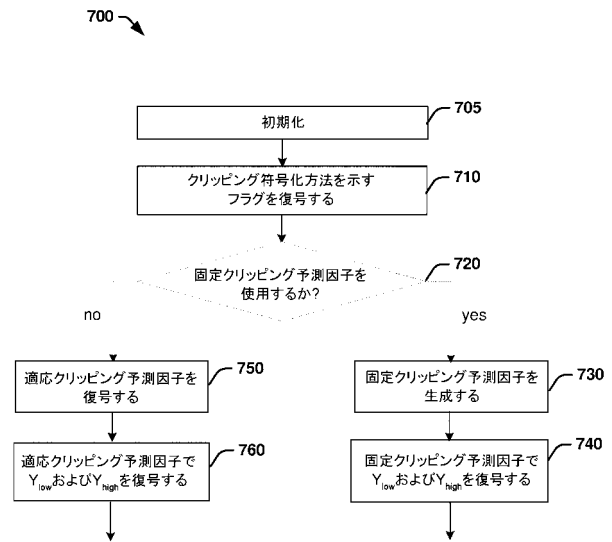 700
初期化
705
クリッピング符号化方法を示す
フラグを復号する
710
固定クリッピング予測因子を
使用するか?
720
no
yes
適応クリッピング予測因子を
復号する
750
固定クリッピング予測因子を
生成する
730
適応クリッピング予測因子で
YlowおよびYhighを復号する
760
固定クリッピング予測因子で
YlowおよびYhighを復号する
740